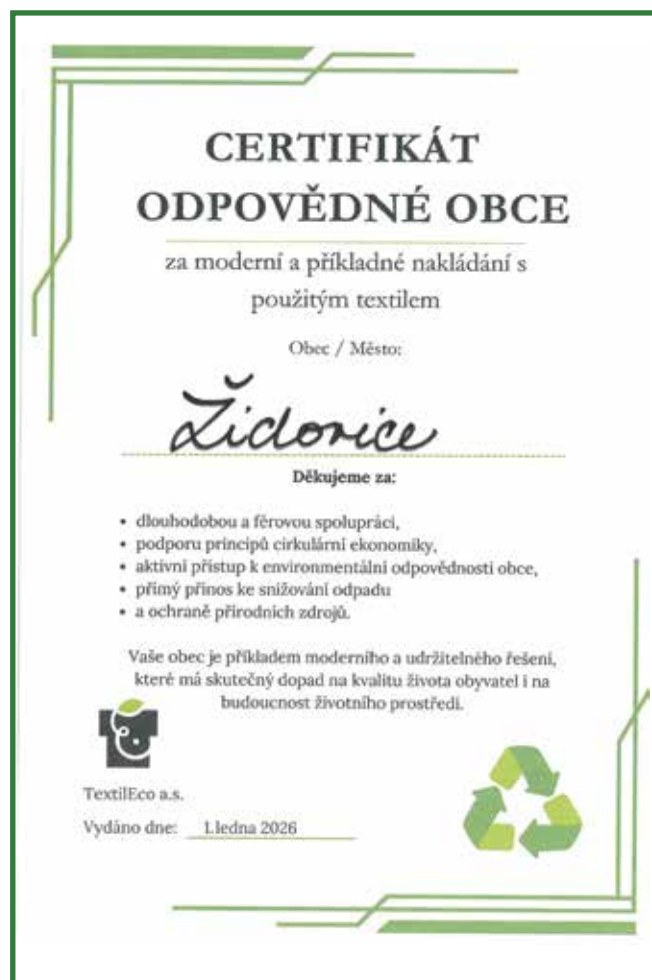 CERTIFIKÁT
ODPOVĚDNÉ OBCE
za moderní a příkladné nakládání s
použitým textilem
Obec / Město:
Židovice
Děkujeme za:
• dlouhodobou a férovou spolupráci,
• podporu principů cirkulární ekonomiky,
• aktivní přístup k environmentální odpovědnosti obce,
• přímý přínos ke snižování odpadu
• a ochraně přírodních zdrojů.
Vaše obec je příkladem moderního a udržitelného řešení,
které má skutečný dopad na kvalitu života obyvatel i na
budoucnost životního prostředí.
TextilEco a.s.
Vydáno dne: 1.ledna 2026